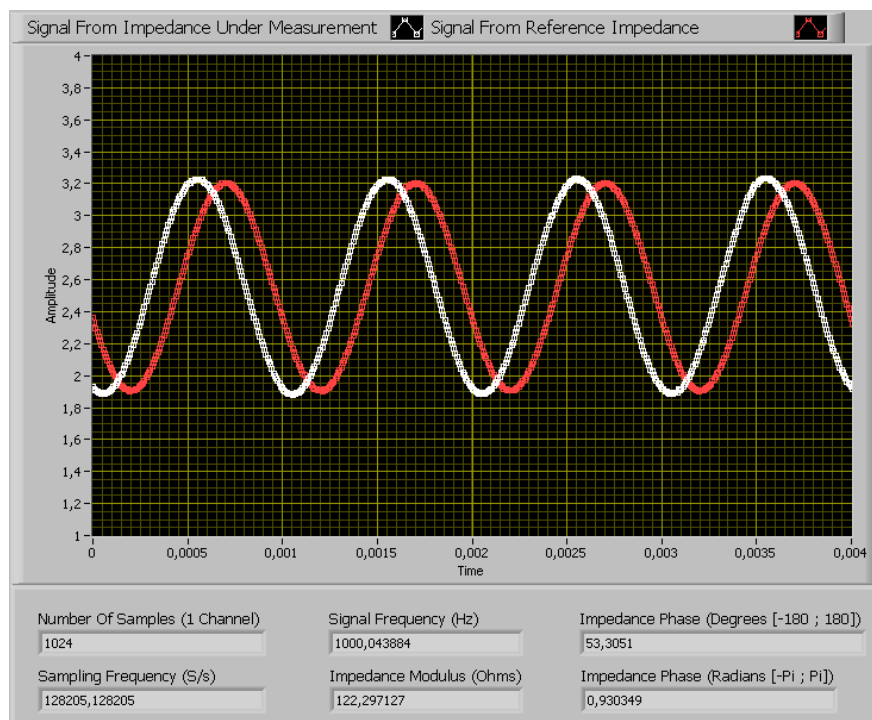 Signal From Impedance Under Measurement Signal From Reference Impedance
4
3,8
3,6
3,4
3,2
3
2,8
2,6
2,4
2,2
2
1,8
1,6
1,4
1,2
1
Amplitude
0 0,0005 0,001 0,0015 0,002 0,0025 0,003 0,0035 0,004
Time
Number Of Samples (1 Channel) Signal Frequency (Hz) Impedance Phase (Degrees [-180 ; 180])
1024 1000,043884 53,3051
Sampling Frequency (S/s) Impedance Modulus (Ohms) Impedance Phase (Radians [-Pi ; Pi])
128205,128205 122,297127 0,930349